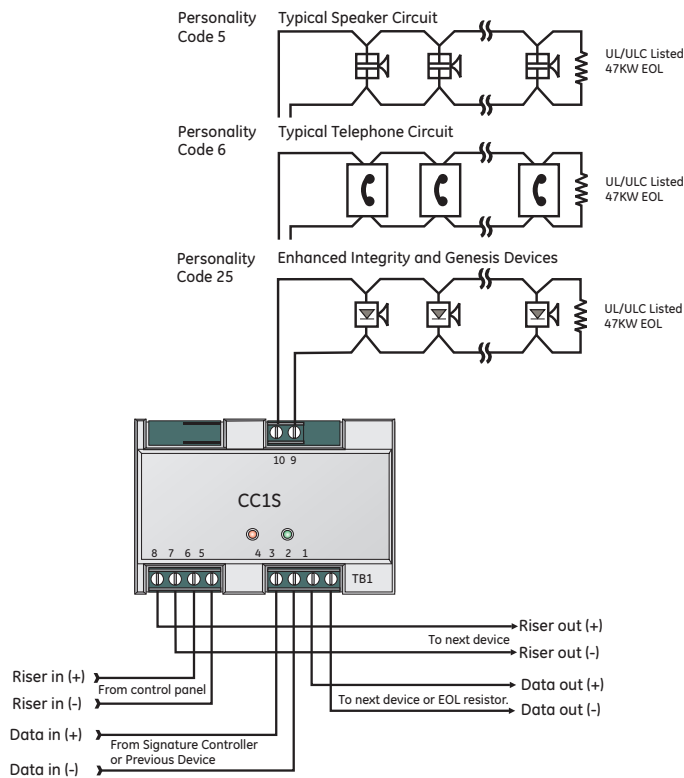 Personality Typical Speaker Circuit
Code 5
UL/ULC Listed
47KW EOL
Personality Typical Telephone Circuit
Code 6
UL/ULC Listed
47KW EOL
Personality Enhanced Integrity and Genesis Devices
Code 25
UL/ULC Listed
47KW EOL
10 9
CC1S
8 7 6 5 4 3 2 1
TB1
Riser out (+)
To next device
Riser out (-)
Riser in (+)
From control panel
Riser in (-)
Data out (+)
To next device or EOL resistor.
Data out (-)
Data in (+)
From Signature Controller
or Previous Device
Data in (-)